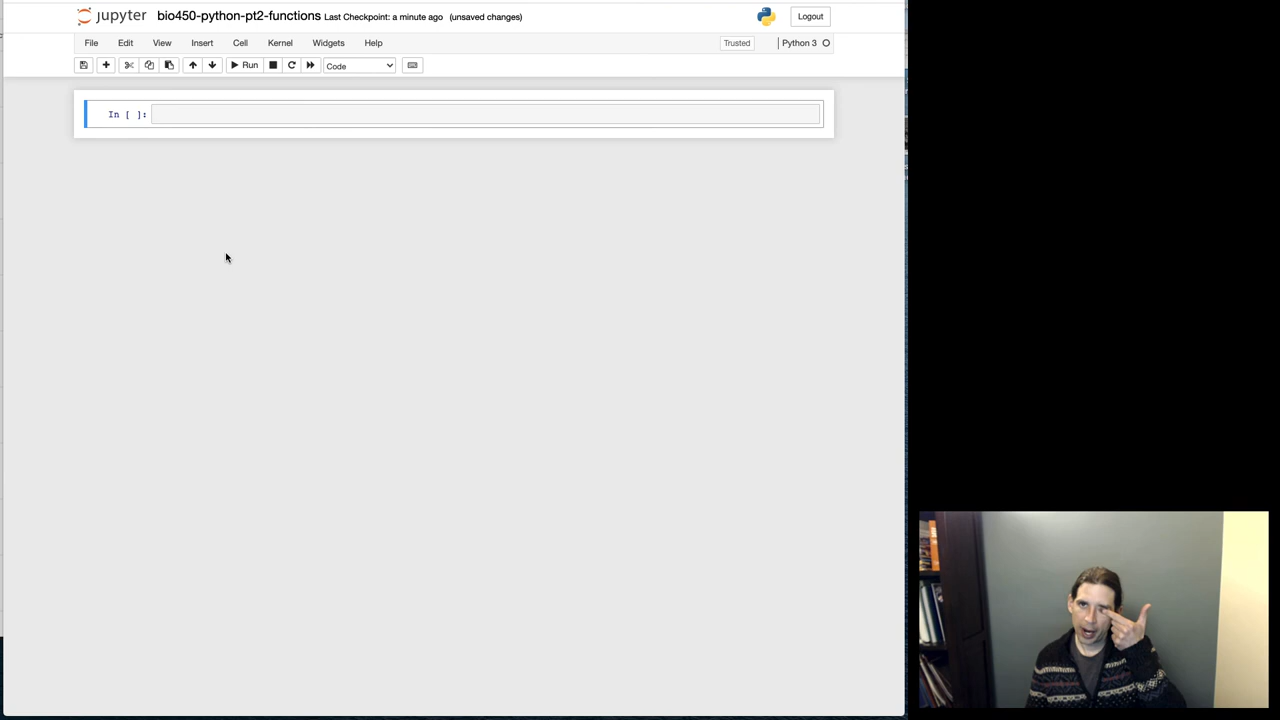 jupyter bio450-python-pt2-functions Last Checkpoint: a minute ago (unsaved changes) Logout
File Edit View Insert Cell Kernel Widgets Help Trusted Python 3
Run Code
In [ ]: